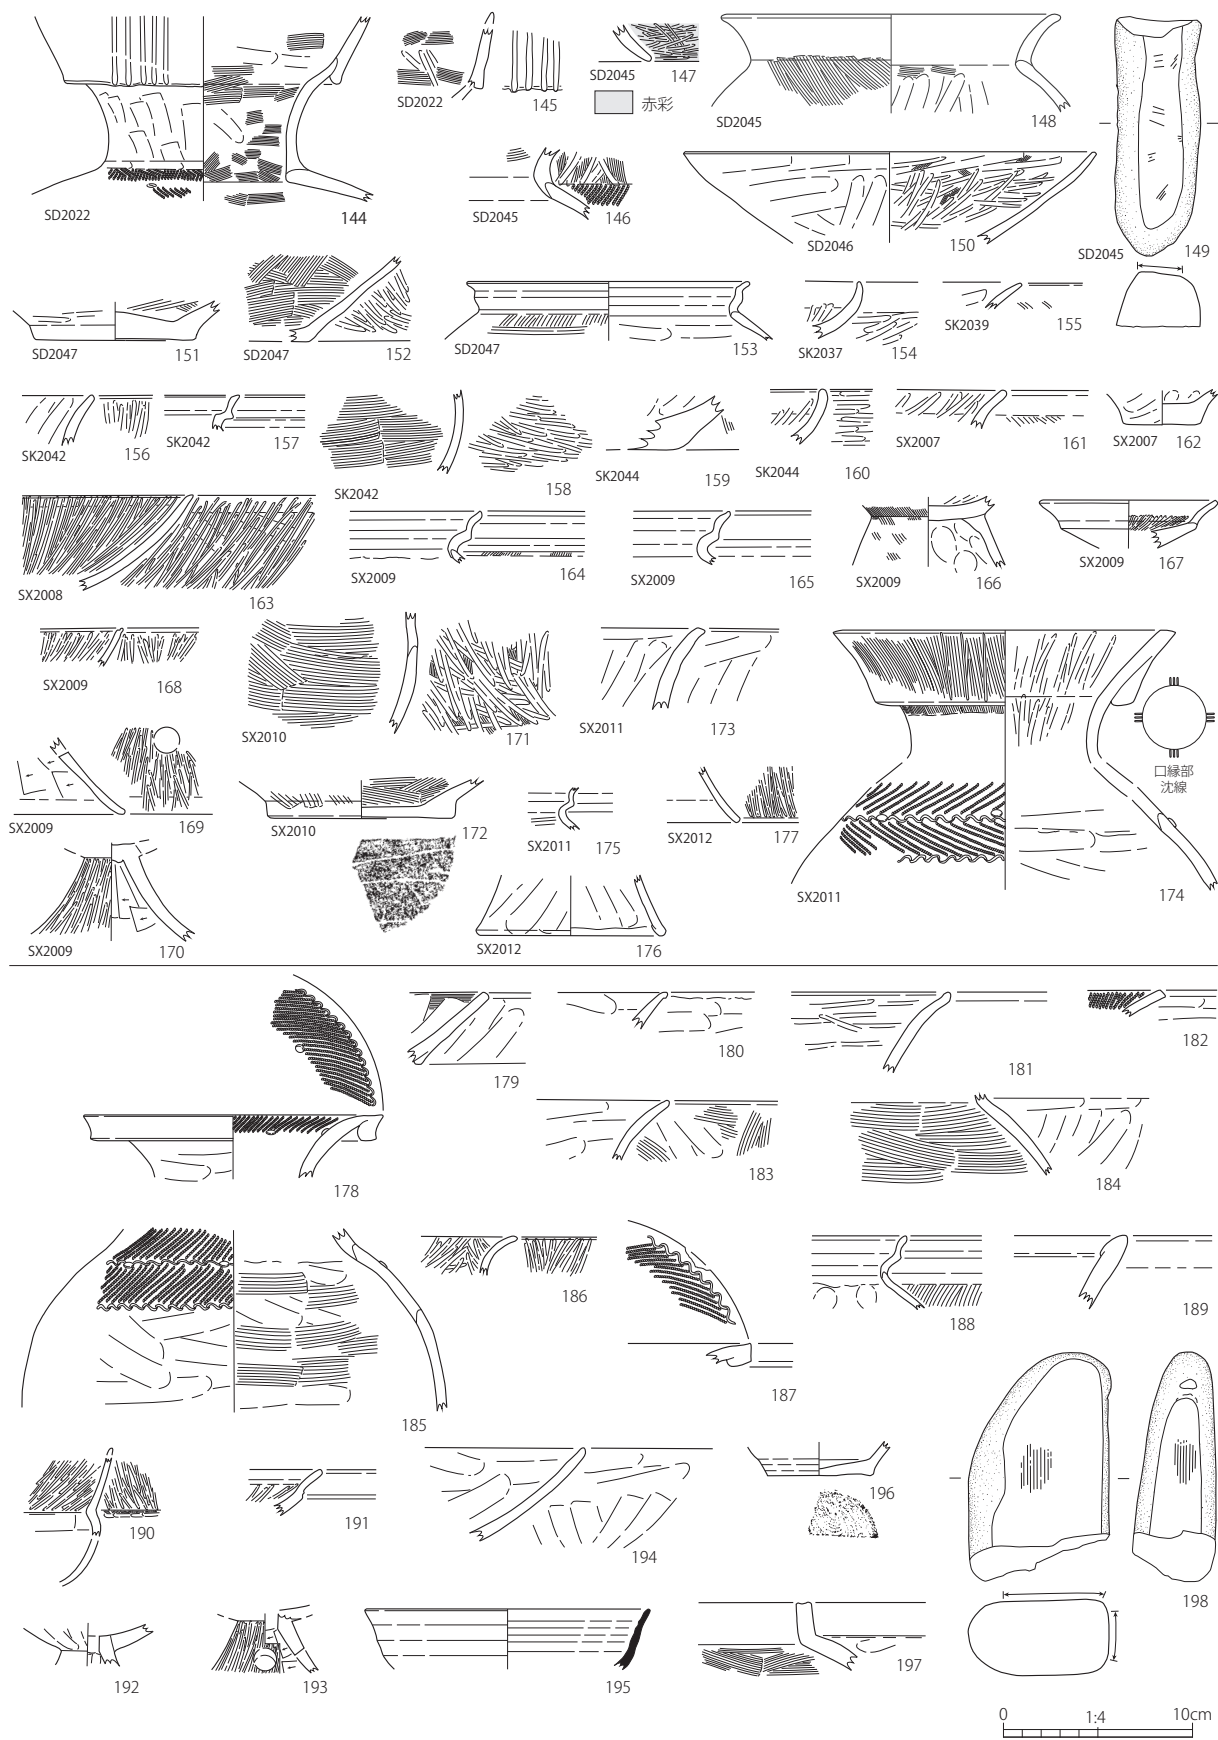 SD2022
144
SD2022
145
SD2045
147
赤彩
SD2045
148
SD2045
146
SD2046
150
SD2045
149
SD2047
151
SD2047
152
SD2047
153
SK2037
154
SK2039
155
SK2042
156
SK2042
157
SK2042
158
SK2044
159
SK2044
160
SX2007
161
SX2007
162
SX2008
163
SX2009
164
SX2009
165
SX2009
166
SX2009
167
SX2009
168
SX2010
171
SX2011
173
口縁部
沈線
SX2009
169
SX2010
172
SX2011
175
SX2012
177
SX2011
174
SX2009
170
SX2012
176
178
179
180
181
182
183
184
185
186
187
188
189
190
191
194
196
198
192
193
195
197
0
1:4
10cm